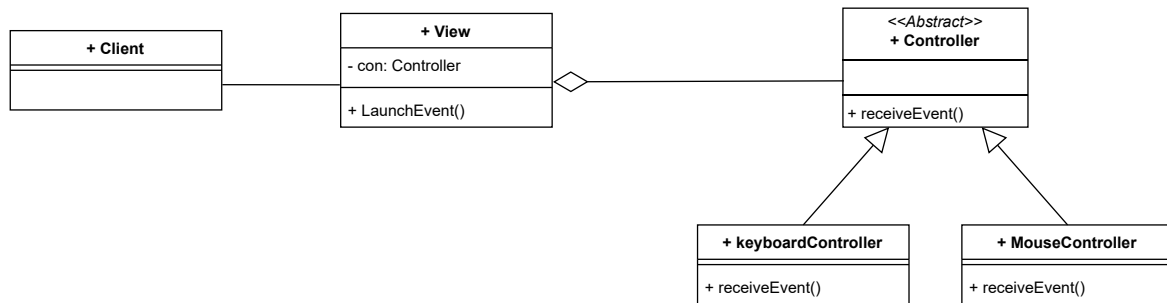 + Client
+ View
- con: Controller
+ LaunchEvent()
<<Abstract>>
+ Controller
+ receiveEvent()
+ keyboardController
+ receiveEvent()
+ MouseController
+ receiveEvent()